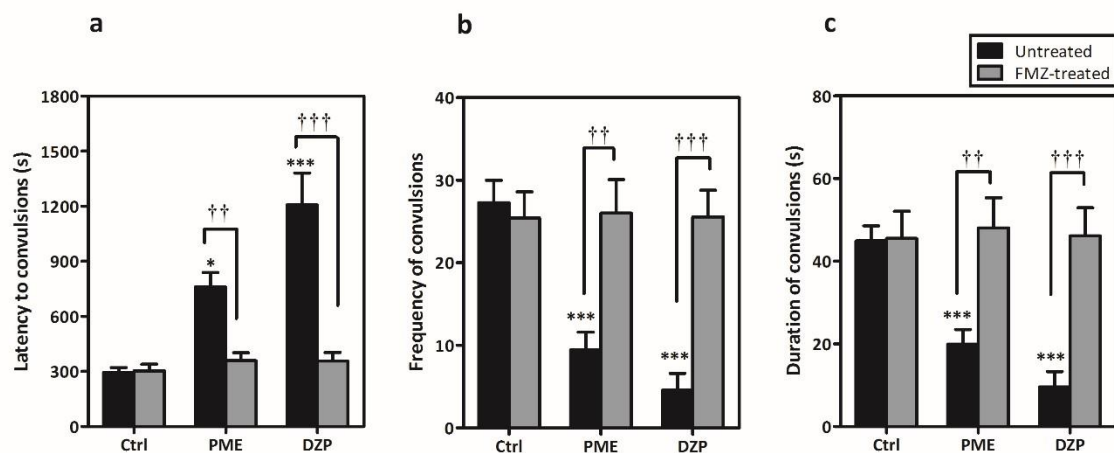 a
b
c
Untreated
FMZ-treated
Latency to convulsions (s)
1800
1500
1200
900
600
300
0
*
††
***
†††
Ctrl
PME
DZP
Frequency of convulsions
40
30
20
10
0
***
††
***
†††
Ctrl
PME
DZP
Duration of convulsions (s)
80
60
40
20
0
***
††
***
†††
Ctrl
PME
DZP